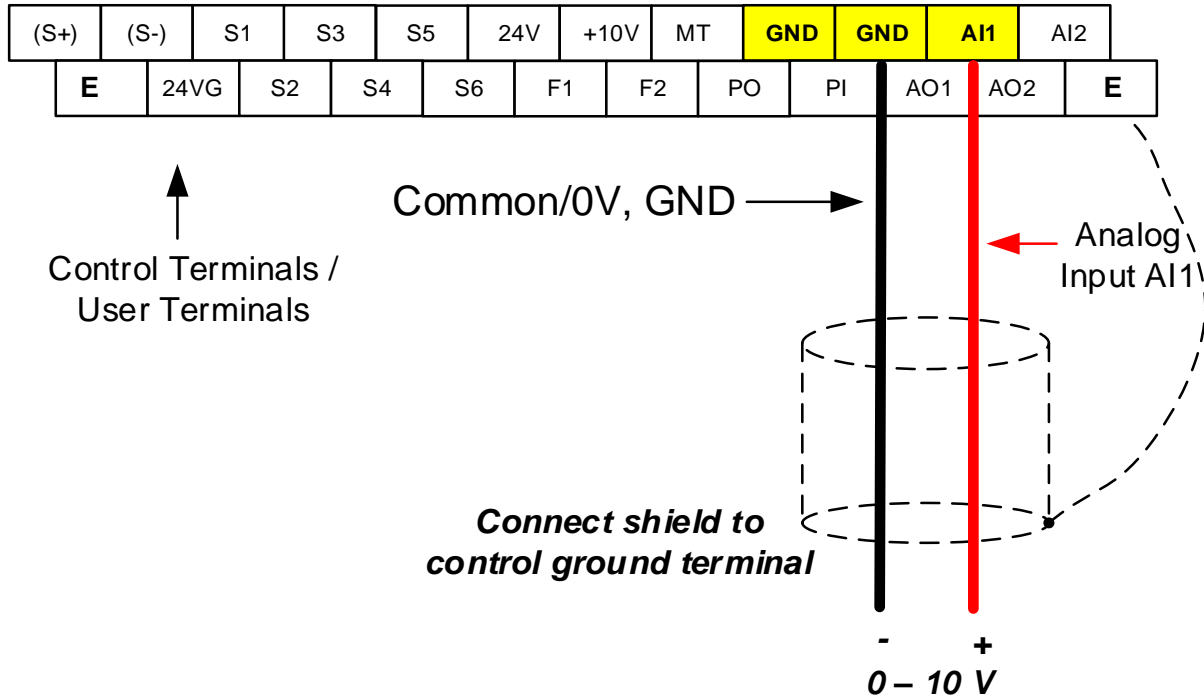 (S+) (S-) S1 S3 S5 24V +10V MT GND GND AI1 AI2
E 24VG S2 S4 S6 F1 F2 PO PI AO1 AO2 E
Common/0V, GND
Control Terminals /
User Terminals
Analog
Input AI1
Connect shield to
control ground terminal
- +
0 – 10 V